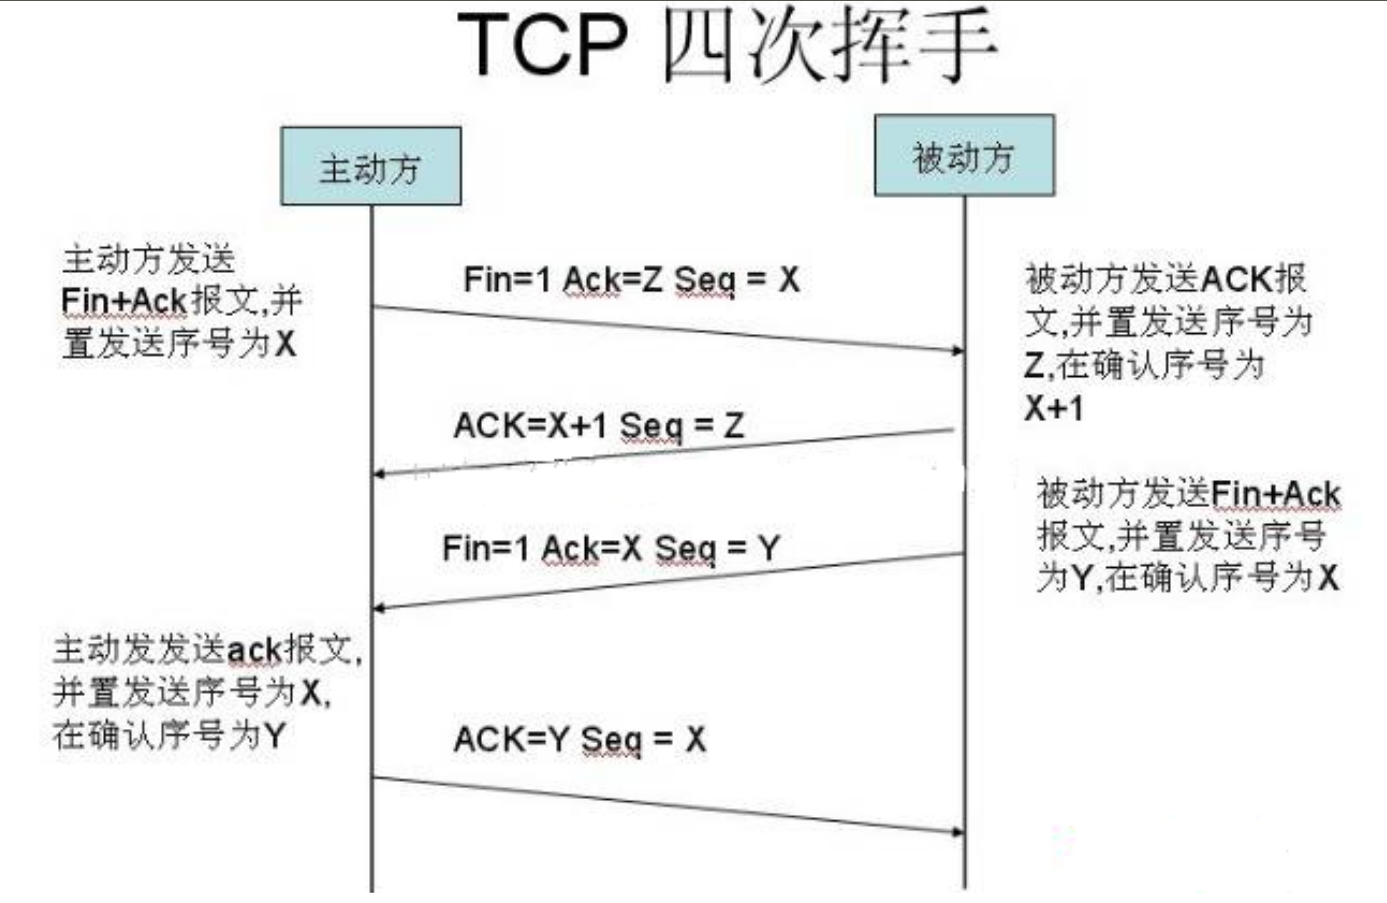 TCP 四次挥手
主动方
被动方
主动方发送
Fin+Ack报文,并
置发送序号为X
Fin=1 Ack=Z Seq = X
被动方发送ACK报
文,并置发送序号为
Z,在确认序号为
X+1
ACK=X+1 Seq = Z
被动方发送Fin+Ack
报文,并置发送序号
为Y,在确认序号为X
Fin=1 Ack=X Seq = Y
主动发发送ack报文,
并置发送序号为X,
在确认序号为Y
ACK=Y Seq = X